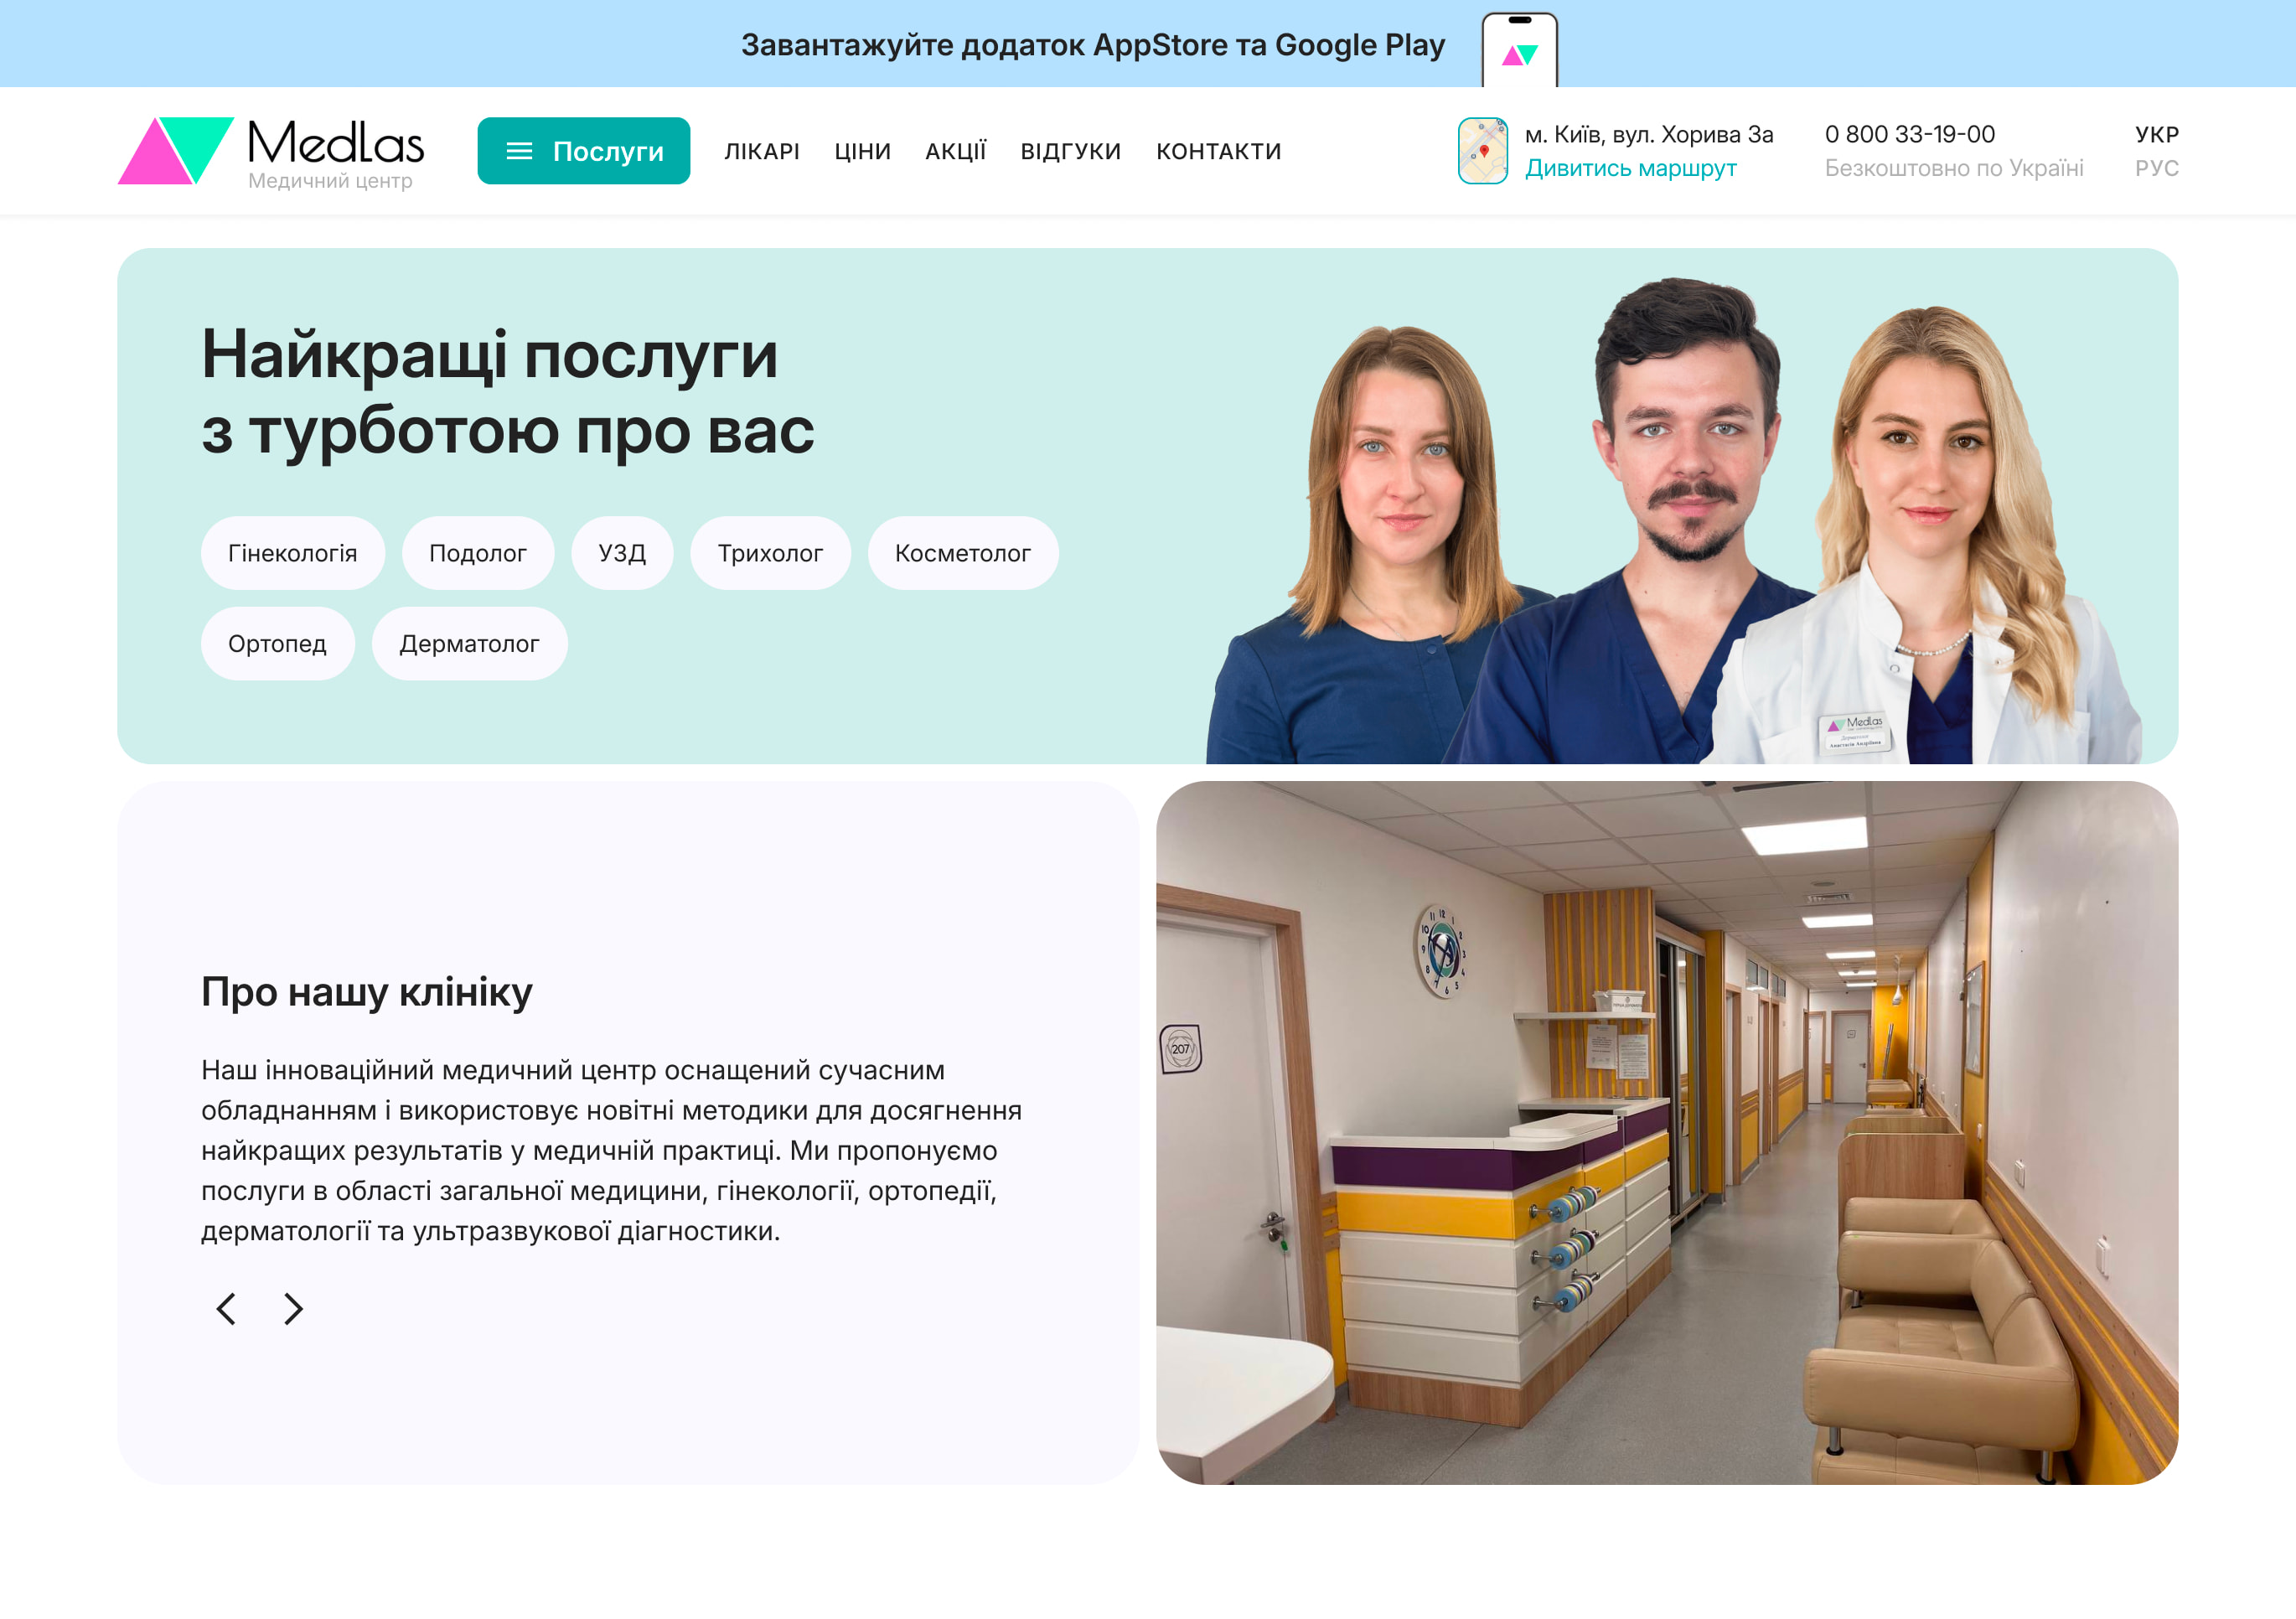 Завантажуйте додаток AppStore та Google Play
MedLas
Медичний центр
Послуги
ЛІКАРІ
ЦІНИ
АКЦІЇ
ВІДГУКИ
КОНТАКТИ
м. Київ, вул. Хорива 3а
Дивитись маршрут
0 800 33-19-00
Безкоштовно по Україні
УКР
РУС
Найкращі послуги
з турботою про вас
Гінекологія
Подолог
УЗД
Трихолог
Косметолог
Ортопед
Дерматолог
MedLas
Дерматолог
Анастасія Андріївна
Про нашу клініку
Наш інноваційний медичний центр оснащений сучасним
обладнанням і використовує новітні методики для досягнення
найкращих результатів у медичній практиці. Ми пропонуємо
послуги в області загальної медицини, гінекології, ортопедії,
дерматології та ультразвукової діагностики.
207